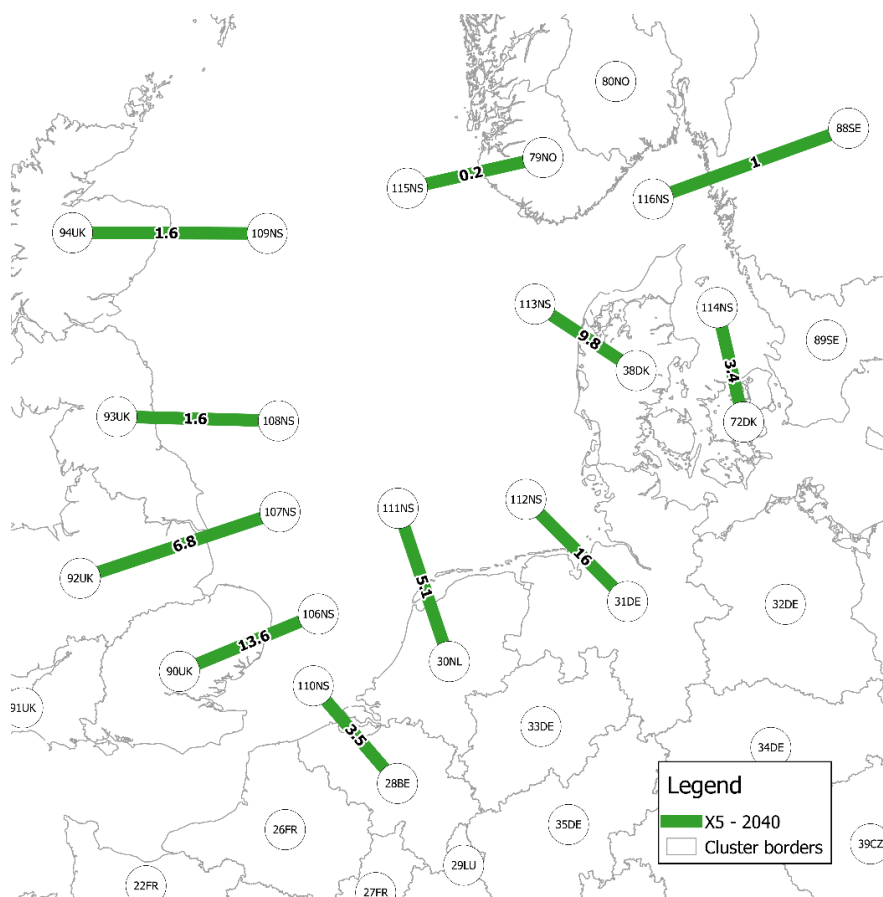 80NO
88SE
79NO
0.2
115NS
1
116NS
94UK
1.6
109NS
113NS
114NS
9.8
89SE
38DK
3.4
93UK
1.6
108NS
72DK
112NS
111NS
107NS
6.8
16
92UK
5.1
31DE
32DE
106NS
13.6
30NL
90UK
110NS
91UK
3.5
33DE
34DE
28BE
Legend
X5 - 2040
Cluster borders
26FR
35DE
39CZ
29LU
22FR
27FR